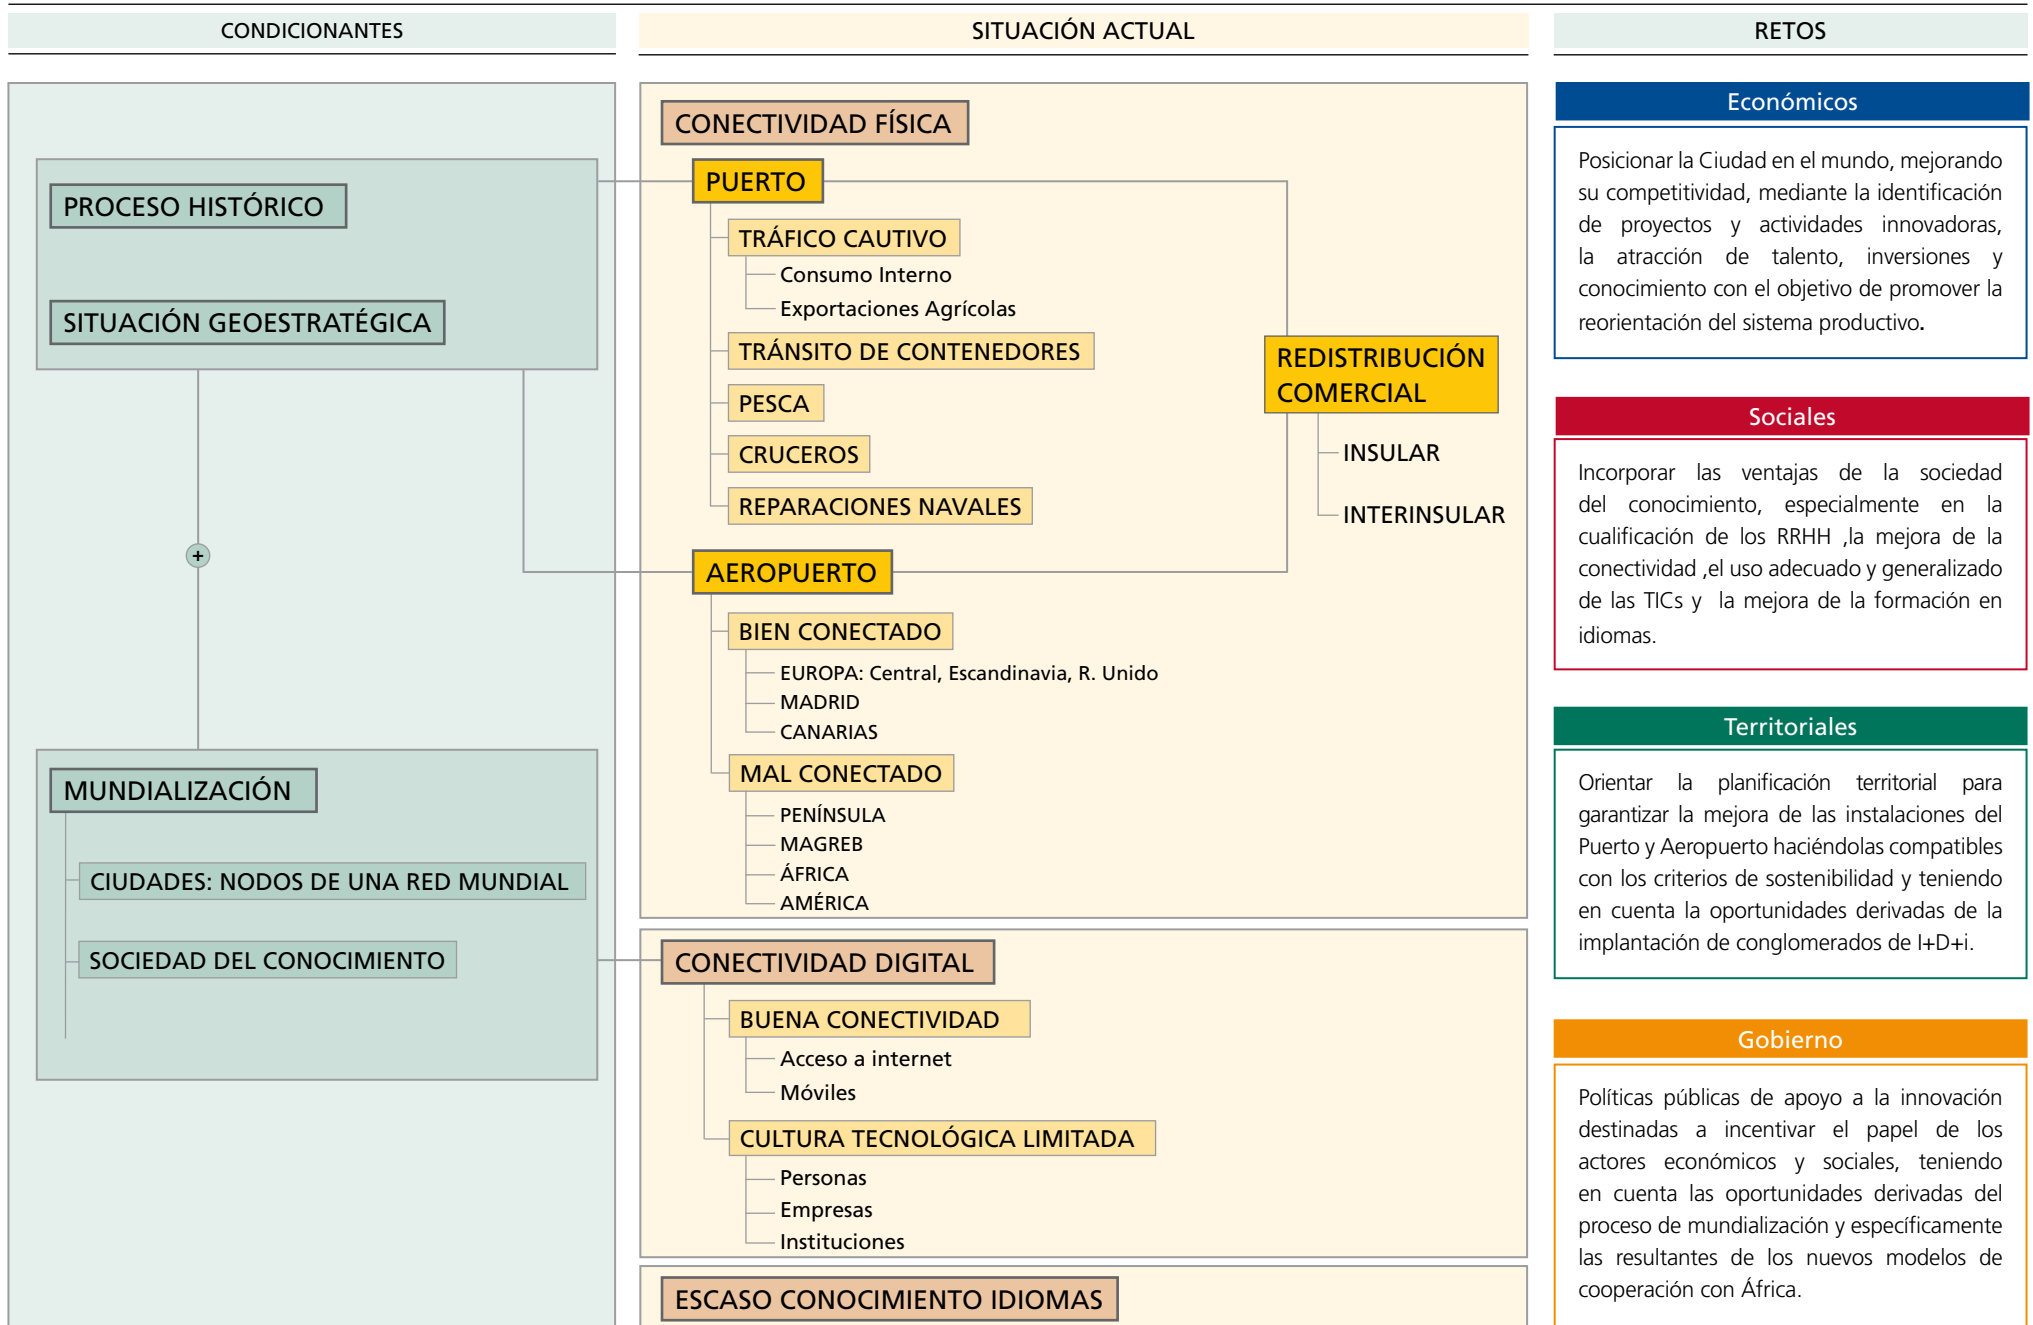 CONDICIONANTES
PROCESO HISTÓRICO
SITUACIÓN GEOESTRATÉGICA
+
MUNDIALIZACIÓN
CIUDADES: NODOS DE UNA RED MUNDIAL
SOCIEDAD DEL CONOCIMIENTO
SITUACIÓN ACTUAL
CONECTIVIDAD FÍSICA
PUERTO
TRÁFICO CAUTIVO
Consumo Interno
Exportaciones Agrícolas
TRÁNSITO DE CONTENEDORES
PESCA
CRUCEROS
REPARACIONES NAVALES
REDISTRIBUCIÓN
COMERCIAL
INSULAR
INTERINSULAR
AEROPUERTO
BIEN CONECTADO
EUROPA: Central, Escandinavia, R. Unido
MADRID
CANARIAS
MAL CONECTADO
PENÍNSULA
MAGREB
ÁFRICA
AMÉRICA
CONECTIVIDAD DIGITAL
BUENA CONECTIVIDAD
Acceso a internet
Móviles
CULTURA TECNOLÓGICA LIMITADA
Personas
Empresas
Instituciones
ESCASO CONOCIMIENTO IDIOMAS
RETOS
Económicos
Posicionar la Ciudad en el mundo, mejorando
su competitividad, mediante la identificación
de proyectos y actividades innovadoras,
la atracción de talento, inversiones y
conocimiento con el objetivo de promover la
reorientación del sistema productivo.
Sociales
Incorporar las ventajas de la sociedad
del conocimiento, especialmente en la
cualificación de los RRHH ,la mejora de la
conectividad ,el uso adecuado y generalizado
de las TICs y la mejora de la formación en
idiomas.
Territoriales
Orientar la planificación territorial para
garantizar la mejora de las instalaciones del
Puerto y Aeropuerto haciéndolas compatibles
con los criterios de sostenibilidad y teniendo
en cuenta la oportunidades derivadas de la
implantación de conglomerados de I+D+i.
Gobierno
Políticas públicas de apoyo a la innovación
destinadas a incentivar el papel de los
actores económicos y sociales, teniendo
en cuenta las oportunidades derivadas del
proceso de mundialización y específicamente
las resultantes de los nuevos modelos de
cooperación con África.